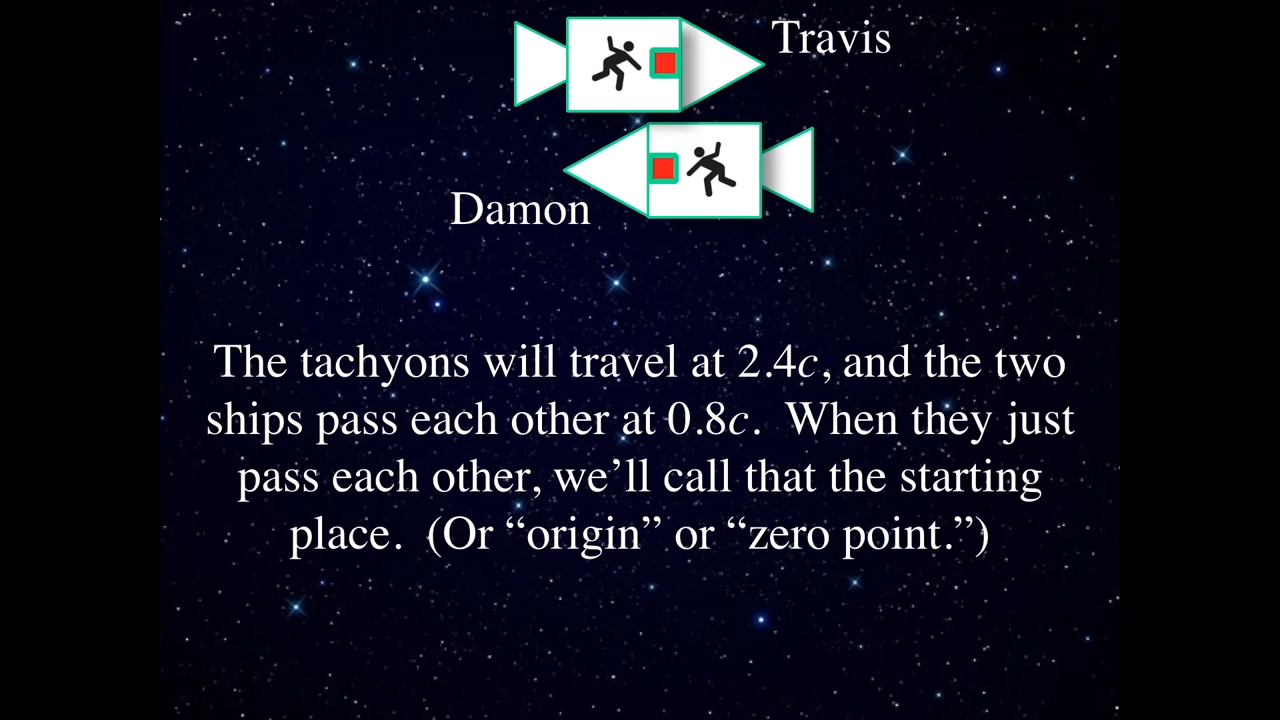 Travis
Damon
The tachyons will travel at 2.4c, and the two
ships pass each other at 0.8c. When they just
pass each other, we’ll call that the starting
place. (Or “origin” or “zero point.”)